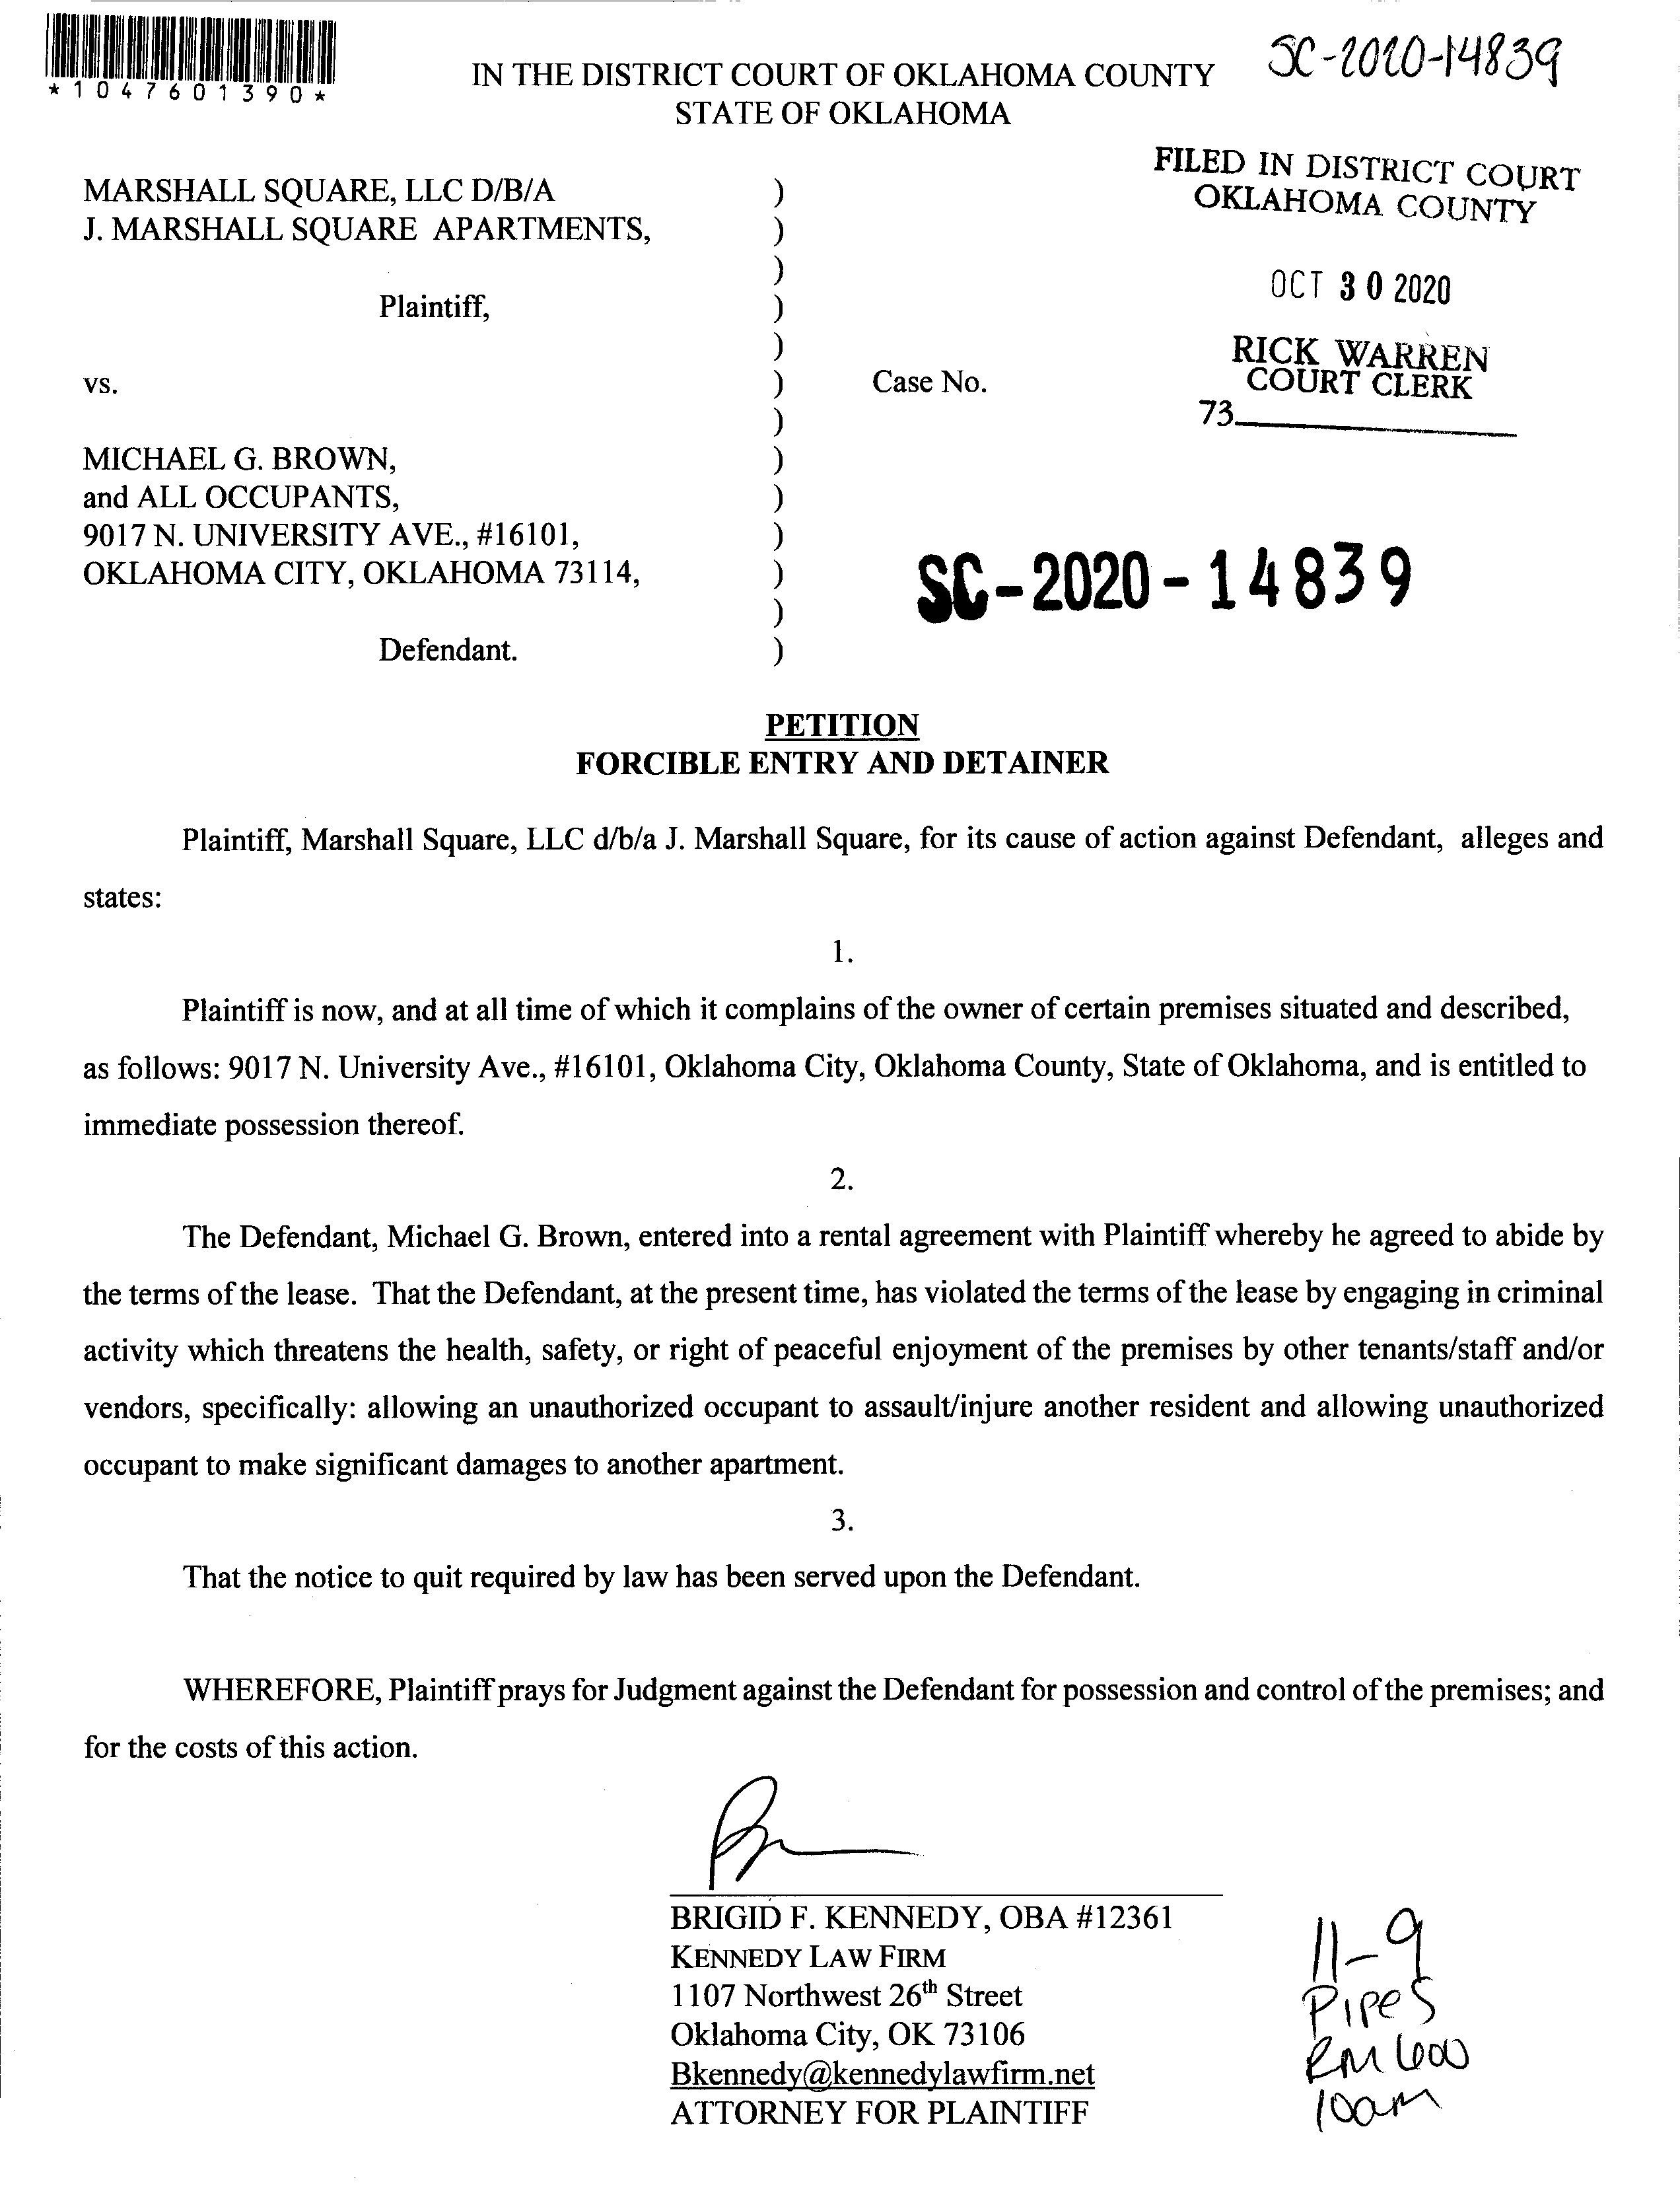 *1047601390*
IN THE DISTRICT COURT OF OKLAHOMA COUNTY
STATE OF OKLAHOMA
SC-2020-14839
FILED IN DISTRICT COURT
OKLAHOMA COUNTY
OCT 30 2020
RICK WARREN
COURT CLERK
73
MARSHALL SQUARE, LLC D/B/A )
J. MARSHALL SQUARE APARTMENTS, )
)
Plaintiff, )
)
vs. ) Case No.
)
MICHAEL G. BROWN, )
and ALL OCCUPANTS, )
9017 N. UNIVERSITY AVE., #16101, )
OKLAHOMA CITY, OKLAHOMA 73114, )
)
Defendant. )
SC-2020-14839
PETITION
FORCIBLE ENTRY AND DETAINER
Plaintiff, Marshall Square, LLC d/b/a J. Marshall Square, for its cause of action against Defendant, alleges and
states:
1.
Plaintiff is now, and at all time of which it complains of the owner of certain premises situated and described,
as follows: 9017 N. University Ave., #16101, Oklahoma City, Oklahoma County, State of Oklahoma, and is entitled to
immediate possession thereof.
2.
The Defendant, Michael G. Brown, entered into a rental agreement with Plaintiff whereby he agreed to abide by
the terms of the lease. That the Defendant, at the present time, has violated the terms of the lease by engaging in criminal
activity which threatens the health, safety, or right of peaceful enjoyment of the premises by other tenants/staff and/or
vendors, specifically: allowing an unauthorized occupant to assault/injure another resident and allowing unauthorized
occupant to make significant damages to another apartment.
3.
That the notice to quit required by law has been served upon the Defendant.
WHEREFORE, Plaintiff prays for Judgment against the Defendant for possession and control of the premises; and
for the costs of this action.
BRIGID F. KENNEDY, OBA #12361
KENNEDY LAW FIRM
1107 Northwest 26th Street
Oklahoma City, OK 73106
Bkennedy@kennedylawfirm.net
ATTORNEY FOR PLAINTIFF
11-9
PIPES
RM 600
10am